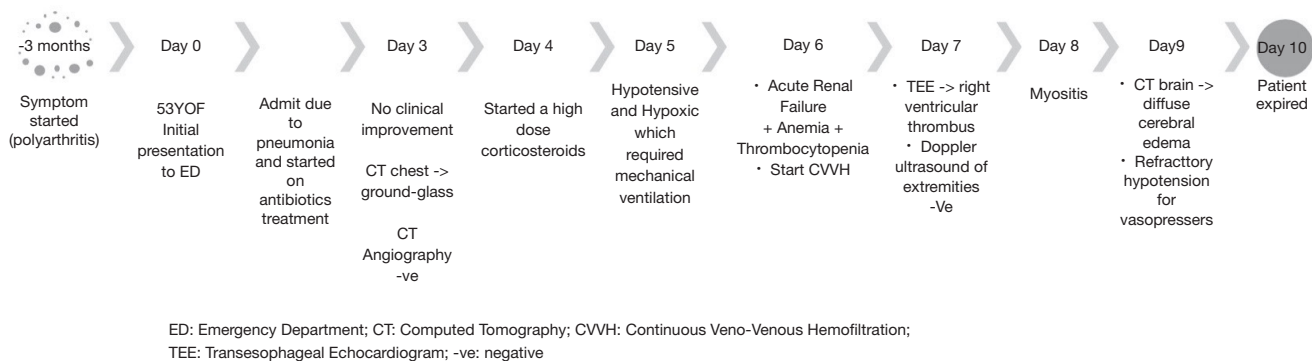 -3 months
Day 0
Day 3
Day 4
Day 5
Day 6
Day 7
Day 8
Day9
Day 10
Symptom
started
(polyarthritis)
53YOF
Initial
presentation
to ED
Admit due
to
pneumonia
and started
on
antibiotics
treatment
No clinical
improvement
CT chest ->
ground-glass
CT
Angiography
-ve
Started a high
dose
corticosteroids
Hypotensive
and Hypoxic
which
required
mechanical
ventilation
• Acute Renal
Failure
+ Anemia +
Thrombocytopenia
• Start CVVH
• TEE -> right
ventricular
thrombus
• Doppler
ultrasound of
extremities
-Ve
Myositis
• CT brain ->
diffuse
cerebral
edema
• Refracttory
hypotension
for
vasopressers
Patient
expired
ED: Emergency Department; CT: Computed Tomography; CVVH: Continuous Veno-Venous Hemofiltration;
TEE: Transesophageal Echocardiogram; -ve: negative